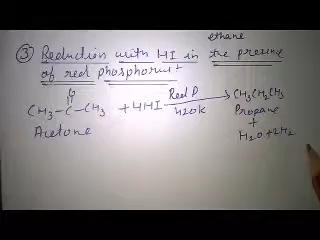 ethane
③ Reduction with HI in the presence
of red phosphorus
O
||
CH₃-C-CH₃ + 4HI Red P 420K → CH₃CH₂CH₃
Acetone Propane
+
H₂O + 2H₂